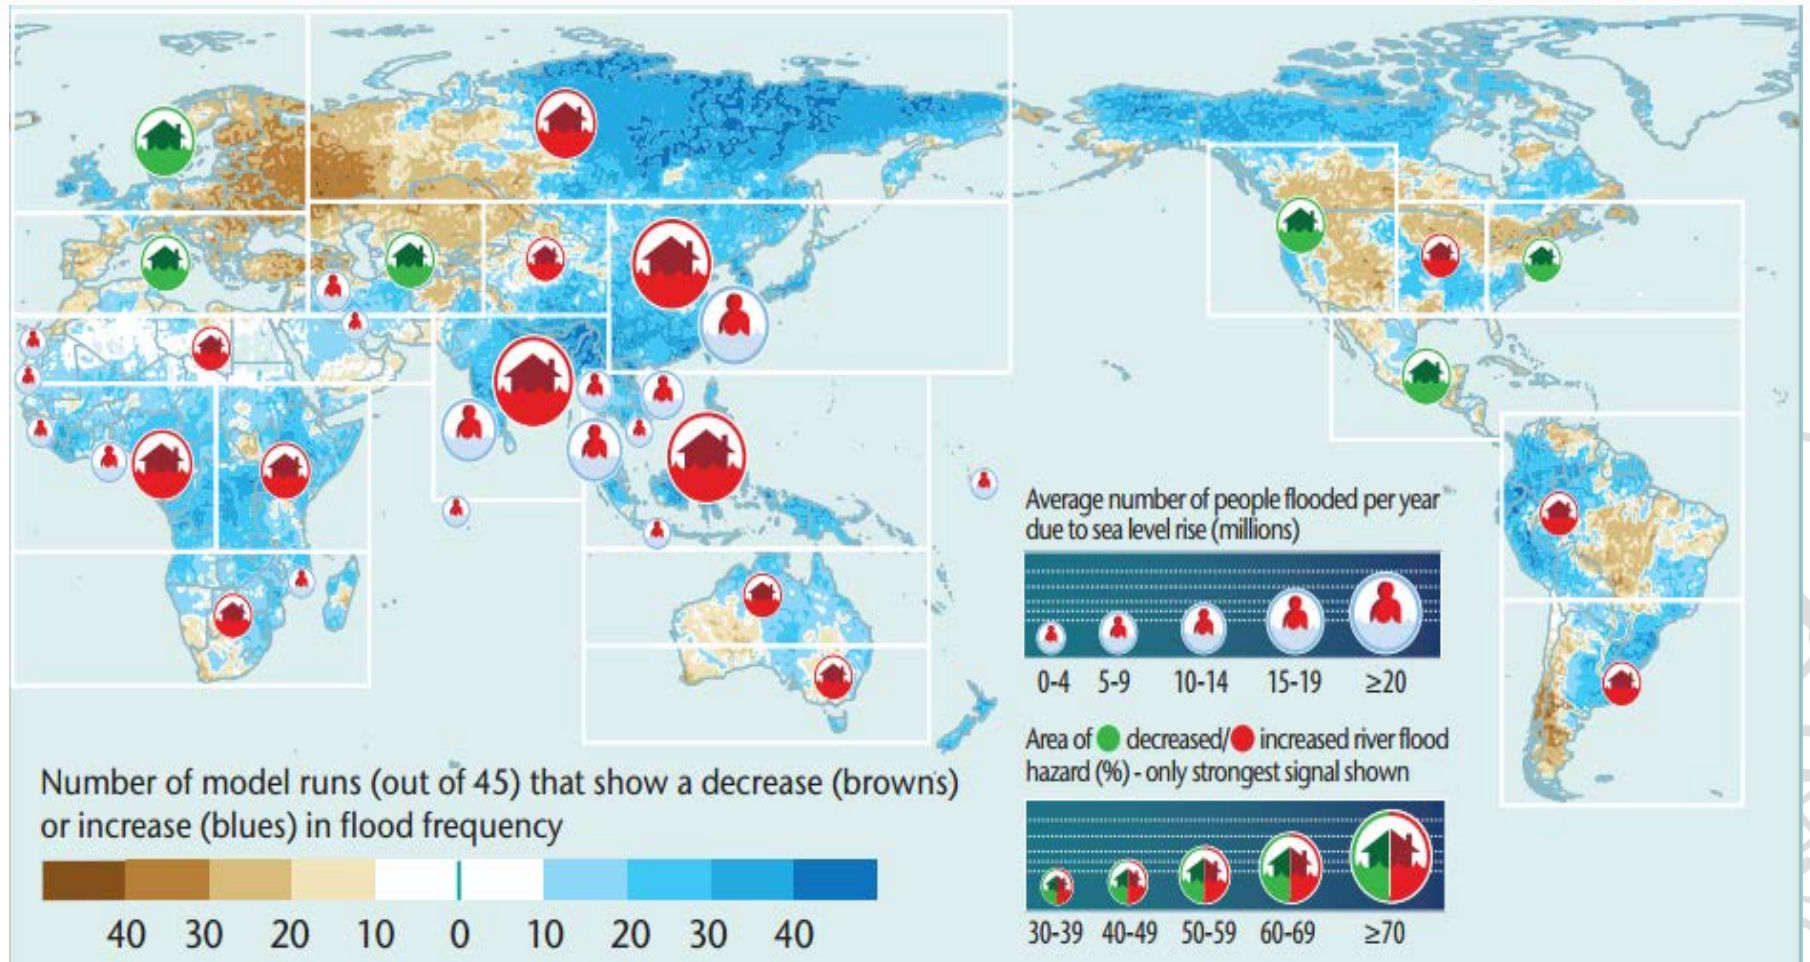 Average number of people flooded per year
due to sea level rise (millions)
0-4 5-9 10-14 15-19 ≥20
Area of decreased/ increased river flood
hazard (%) - only strongest signal shown
30-39 40-49 50-59 60-69 ≥70
Number of model runs (out of 45) that show a decrease (browns)
or increase (blues) in flood frequency
40 30 20 10 0 10 20 30 40